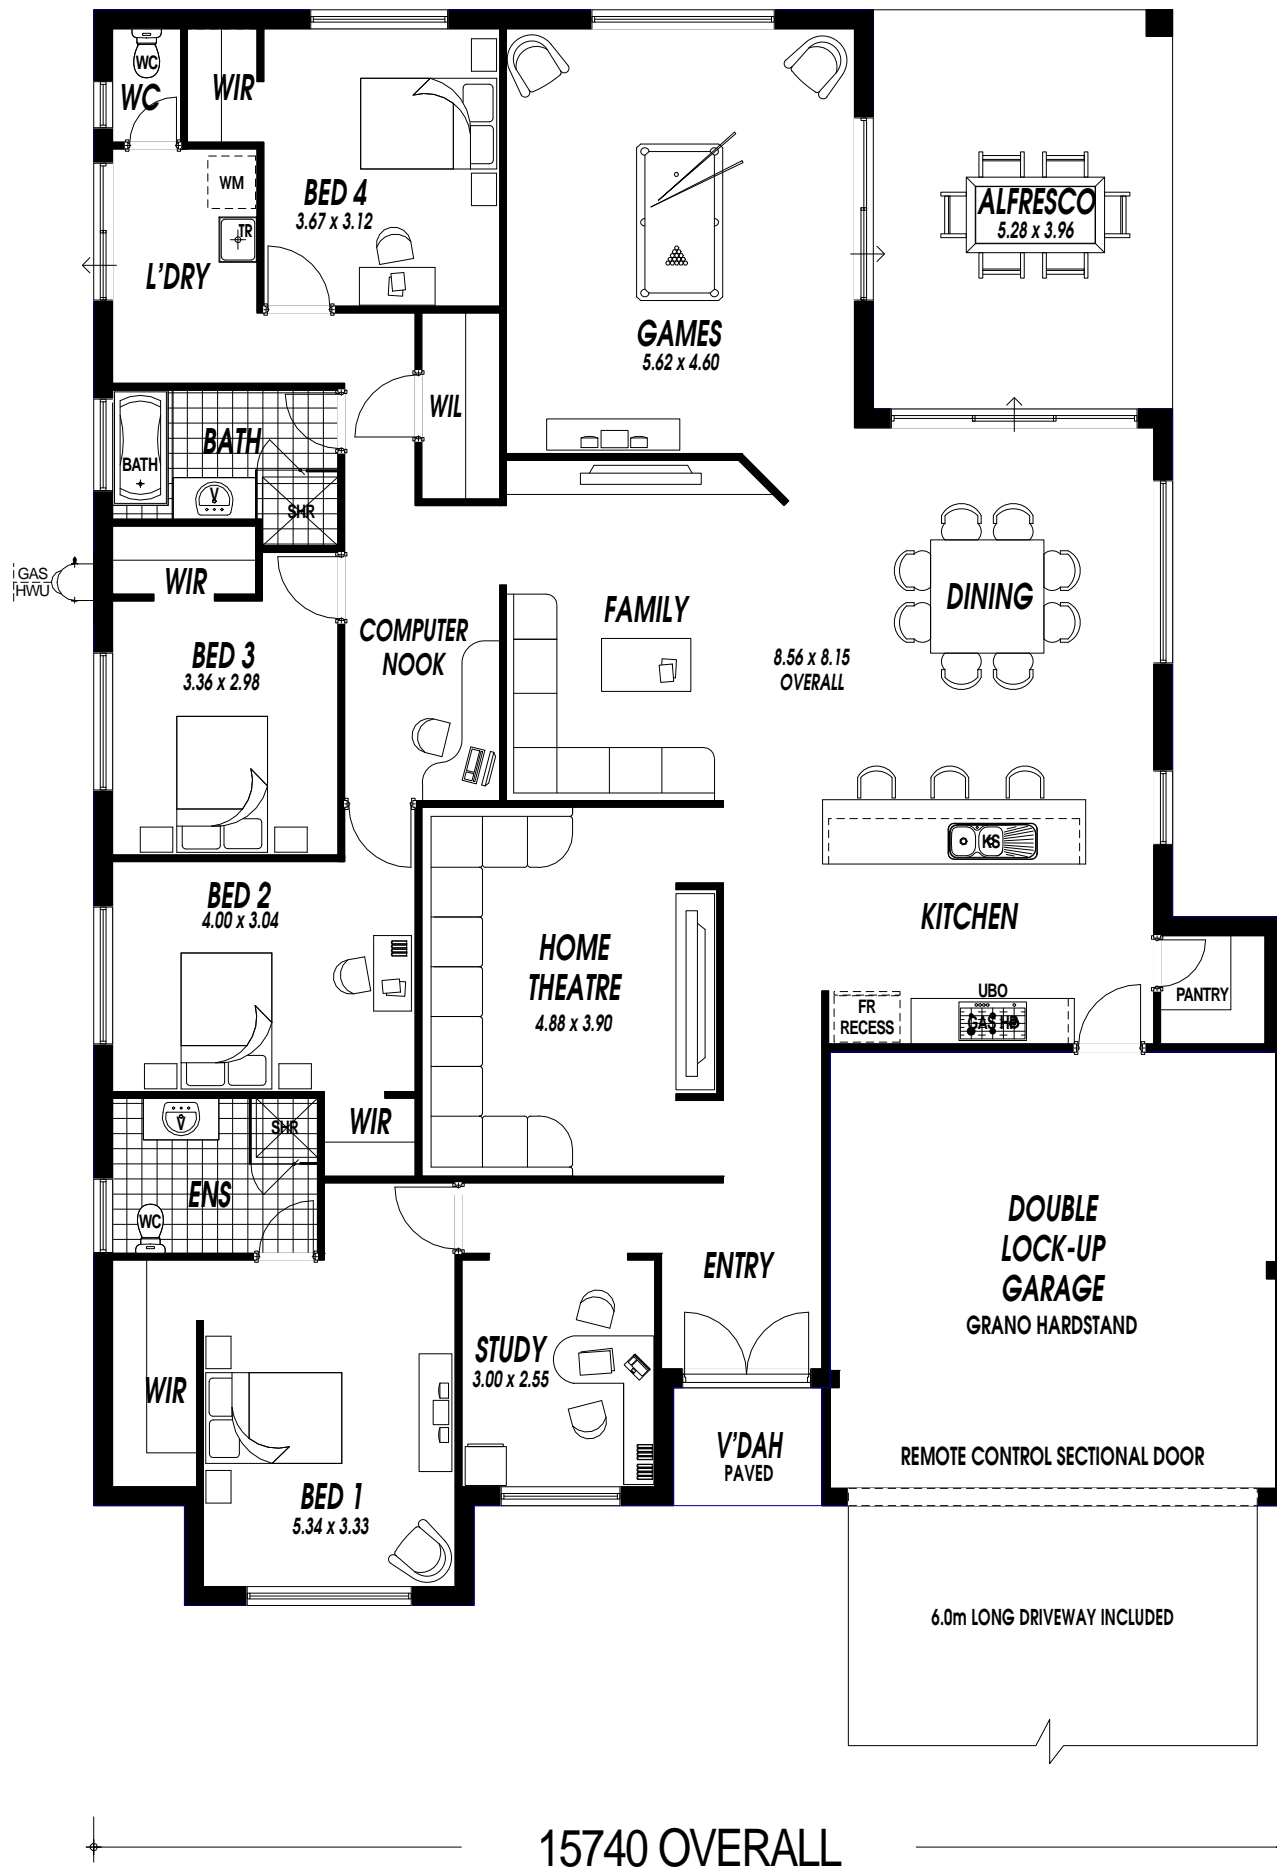 WC
WC
WIR
WM
TR
L'DRY
BED 4
3.67 x 3.12
GAMES
5.62 x 4.60
ALFRESCO
5.28 x 3.96
WIL
BATH
BATH
V
SHR
GAS
HWU
WIR
BED 3
3.36 x 2.98
COMPUTER
NOOK
FAMILY
8.56 x 8.15
OVERALL
DINING
KS
KITCHEN
BED 2
4.00 x 3.04
HOME
THEATRE
4.88 x 3.90
UBO
FR
RECESS
GAS HP
PANTRY
V
SHR
WIR
ENS
WC
ENTRY
DOUBLE
LOCK-UP
GARAGE
GRANO HARDSTAND
STUDY
3.00 x 2.55
WIR
V'DAH
PAVED
REMOTE CONTROL SECTIONAL DOOR
BED 1
5.34 x 3.33
6.0m LONG DRIVEWAY INCLUDED
15740 OVERALL